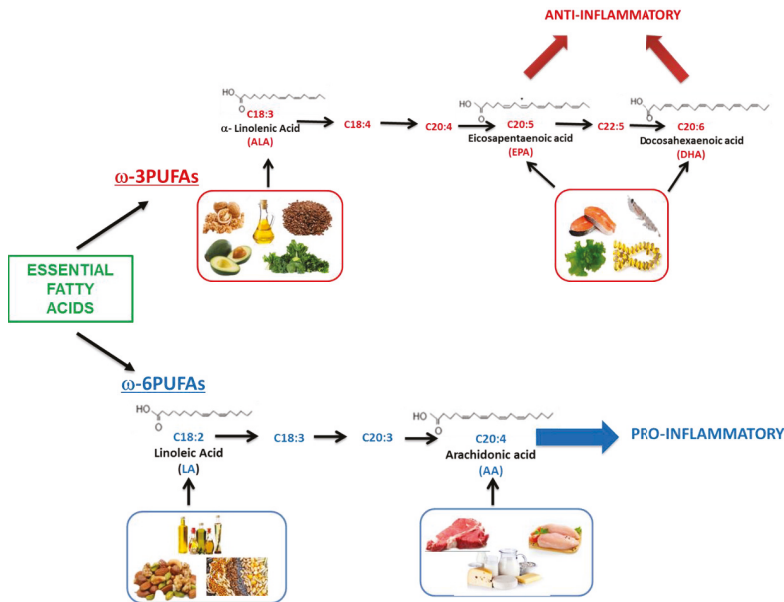 ANTI-INFLAMMATORY
HO
O
C18:3
α- Linolenic Acid
(ALA)
C18:4
C20:4
HO
O
C20:5
Eicosapentaenoic acid
(EPA)
C22:5
HO
O
C20:6
Docosahexaenoic acid
(DHA)
ω-3PUFAs
ESSENTIAL
FATTY
ACIDS
ω-6PUFAs
HO
O
C18:2
Linoleic Acid
(LA)
C18:3
C20:3
HO
O
C20:4
Arachidonic acid
(AA)
PRO-INFLAMMATORY